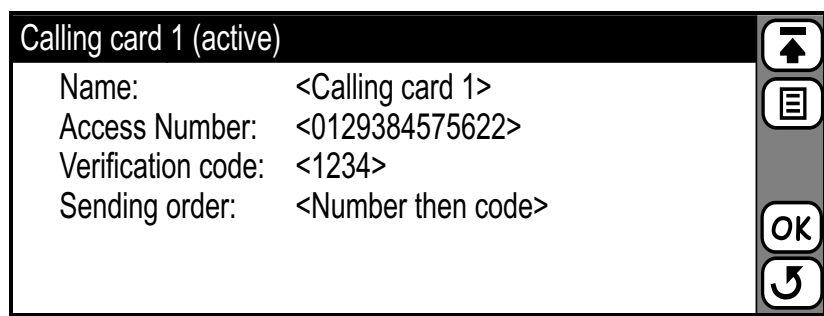 Calling card 1 (active)
Name: <Calling card 1>
Access Number: <0129384575622>
Verification code: <1234>
Sending order: <Number then code>
OK